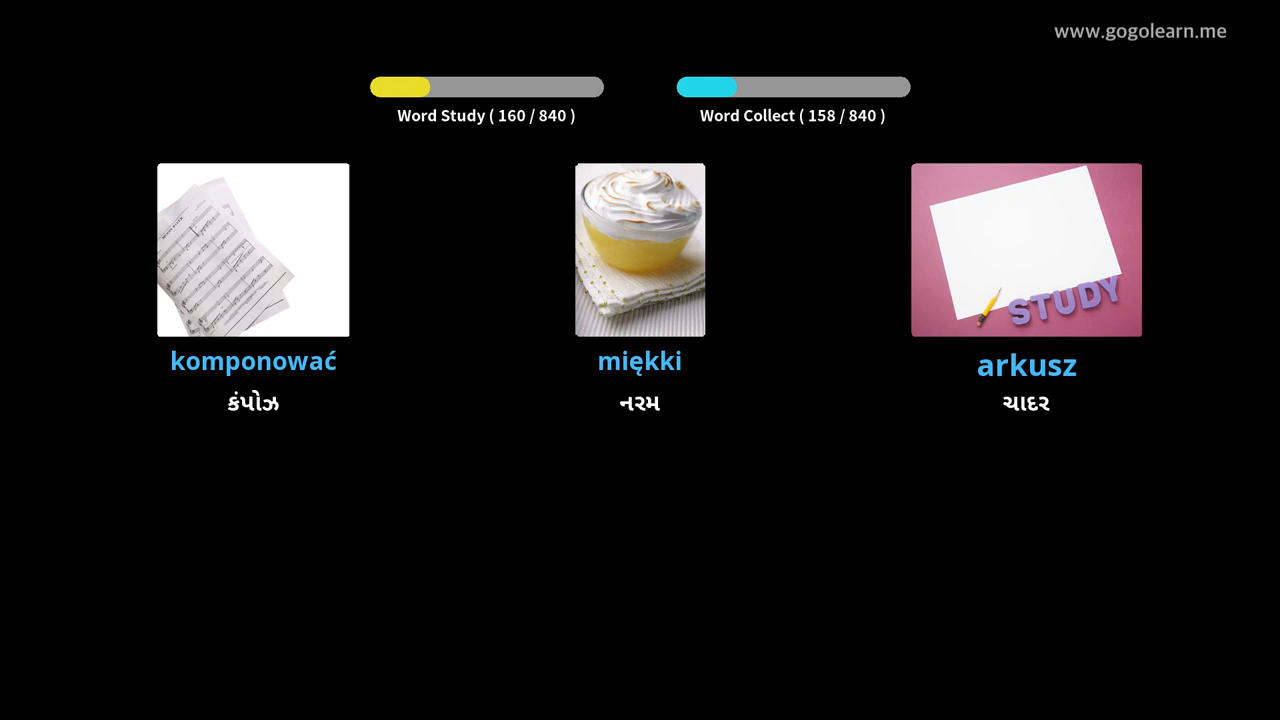 www.gogolearn.me
Word Study ( 160 / 840 )
Word Collect ( 158 / 840 )
STUDY
komponować
miękki
arkusz
કંપોઝ
નરમ
ચાદર